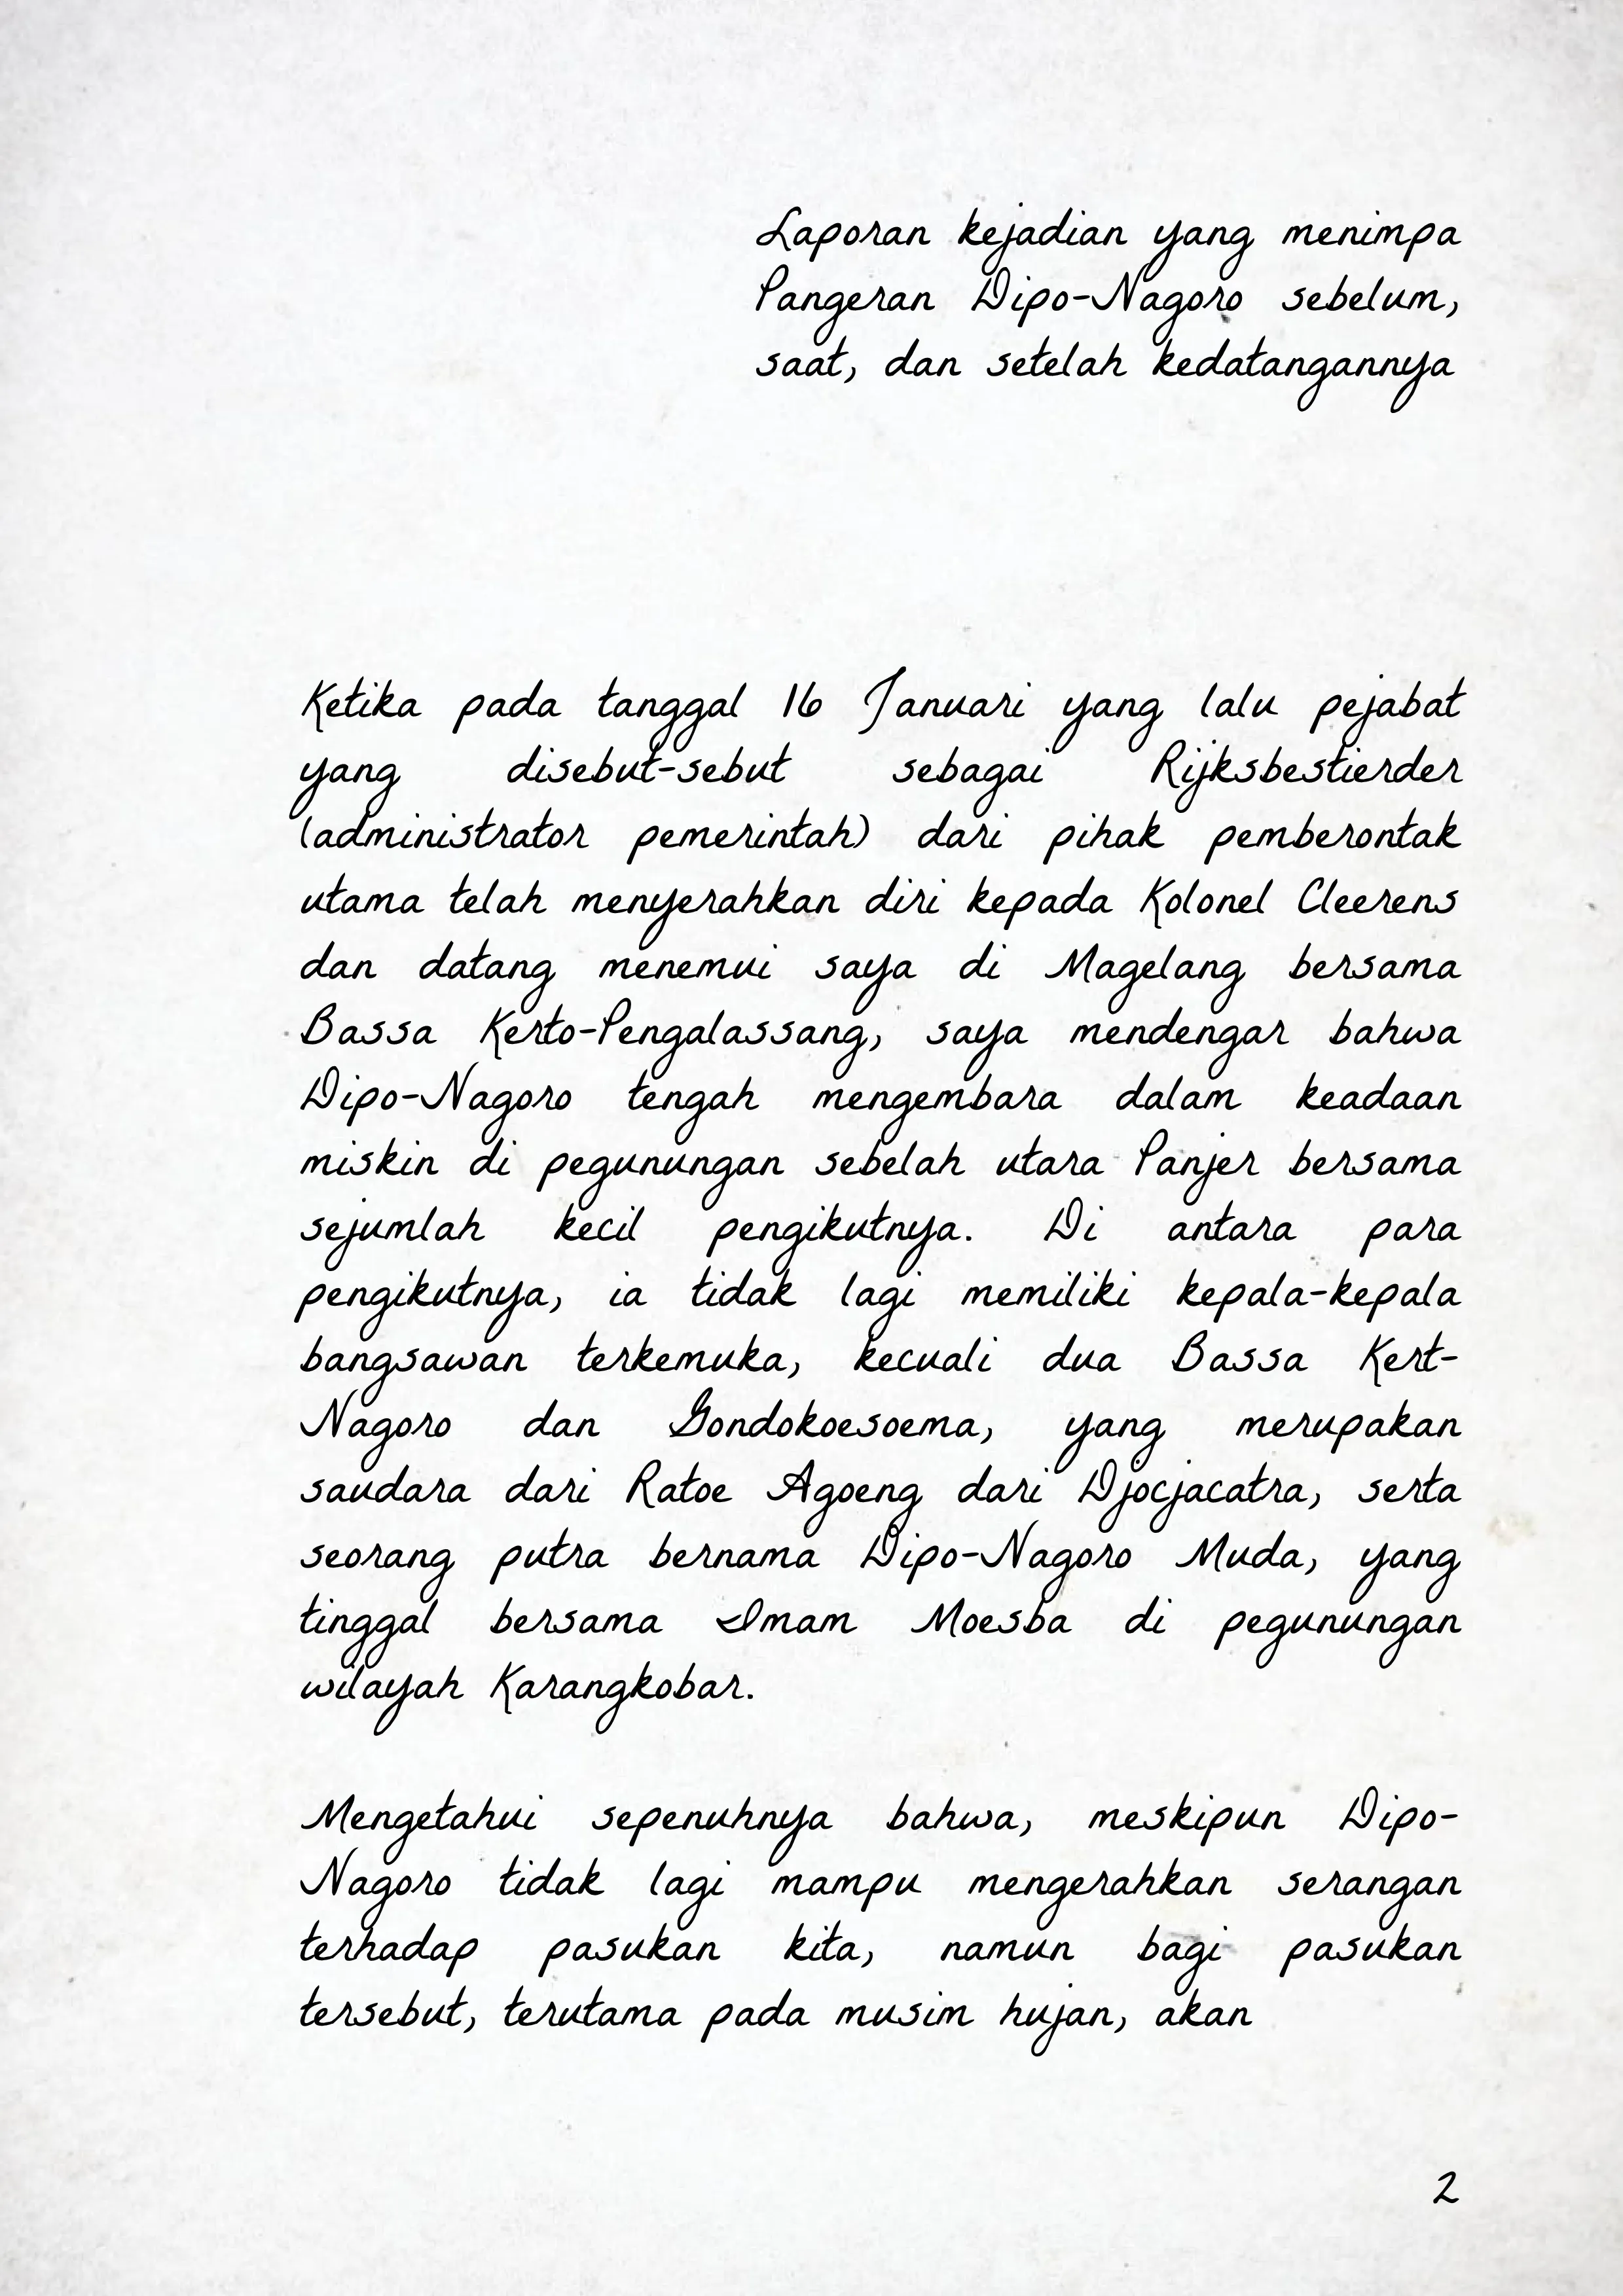 Laporan kejadian yang menimpa
Pangeran Dipo-Nagoro sebelum,
saat, dan setelah kedatangannya
Ketika pada tanggal 16 Januari yang lalu pejabat
yang disebut-sebut sebagai Rijksbestierder
(administrator pemerintah) dari pihak pemberontak
utama telah menyerahkan diri kepada Kolonel Cleerens
dan datang menemui saya di Magelang bersama
Bassa Kerto-Pengalassang, saya mendengar bahwa
Dipo-Nagoro tengah mengembara dalam keadaan
miskin di pegunungan sebelah utara Panjer bersama
sejumlah kecil pengikutnya. Di antara para
pengikutnya, ia tidak lagi memiliki kepala-kepala
bangsawan terkemuka, kecuali dua Bassa Kert-
Nagoro dan Gondokoesoema, yang merupakan
saudara dari Ratoe Agoeng dari Djocjacatra, serta
seorang putra bernama Dipo-Nagoro Muda, yang
tinggal bersama Imam Moesba di pegunungan
wilayah Karangkobar.
Mengetahui sepenuhnya bahwa, meskipun Dipo-
Nagoro tidak lagi mampu mengerahkan serangan
terhadap pasukan kita, namun bagi pasukan
tersebut, terutama pada musim hujan, akan
2